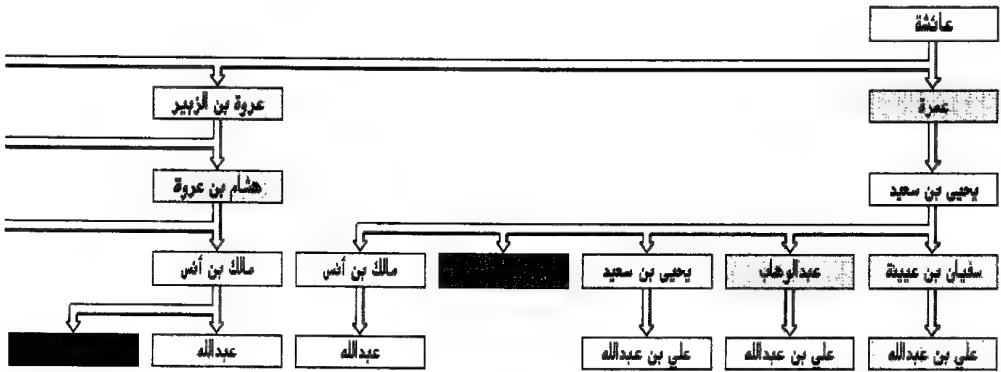 عائشة
عمرة
عروة بن الزبير
يحيى بن سعيد
هشام بن عروة
سفيان بن عيينة
عبدالوهاب
يحيى بن سعيد
مالك بن أنس
مالك بن أنس
علي بن عبدالله
علي بن عبدالله
علي بن عبدالله
عبدالله
عبدالله